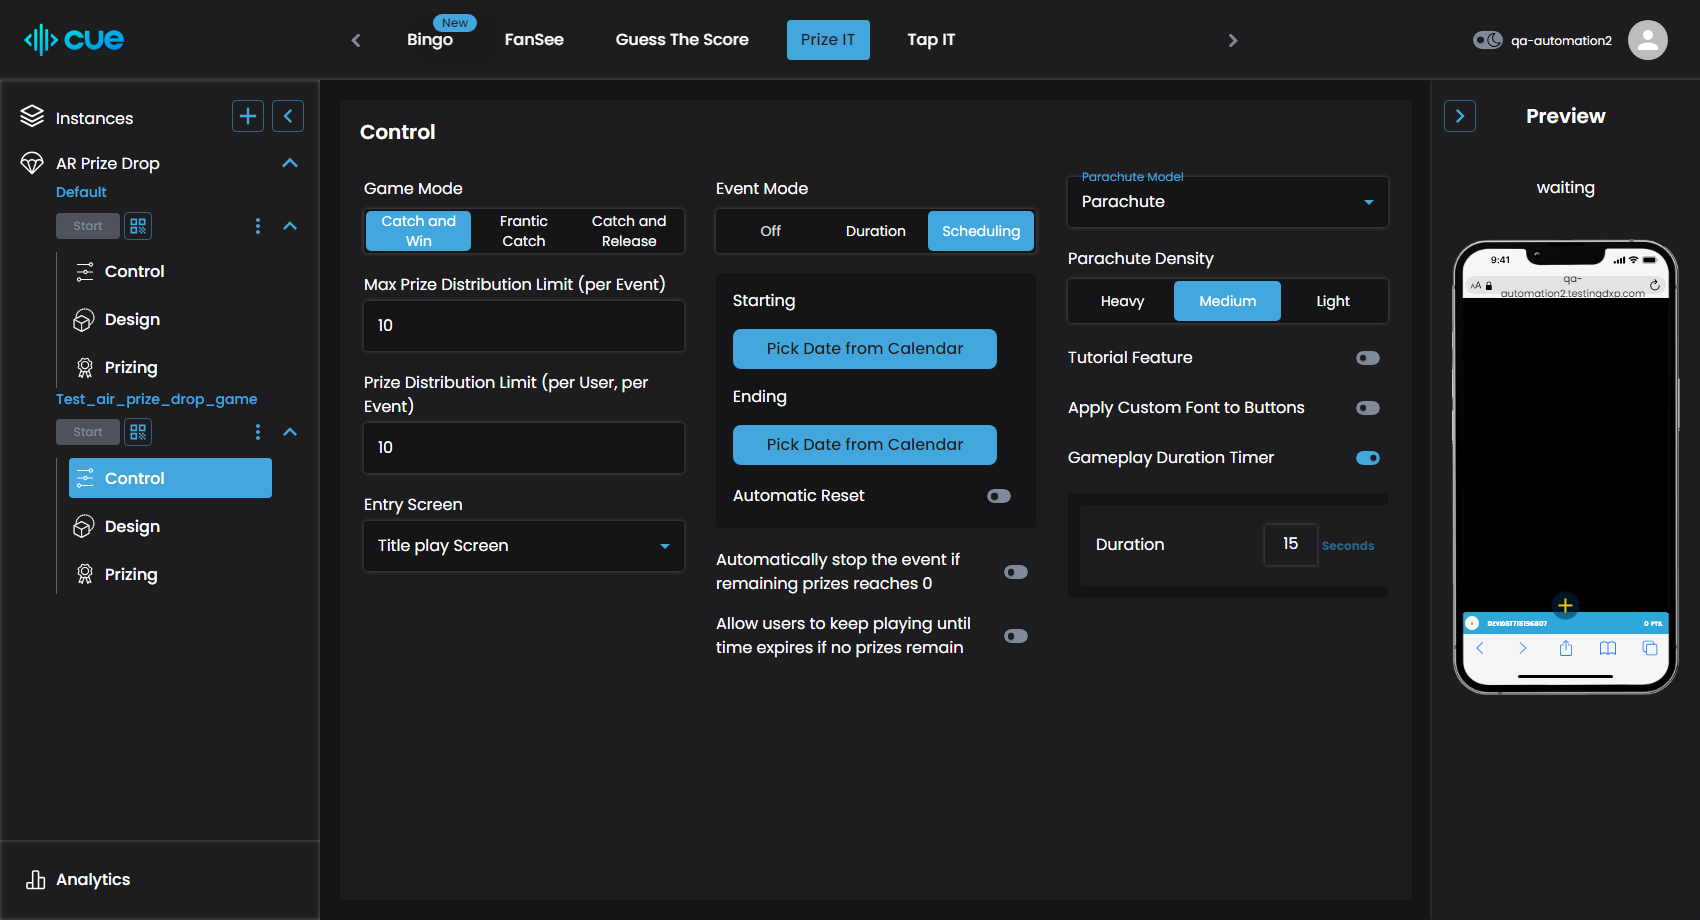 cue
New
Bingo
FanSee
Guess The Score
Prize IT
Tap IT
qa-automation2
Instances
AR Prize Drop
Default
Start
Control
Design
Prizing
Test_air_prize_drop_game
Start
Control
Design
Prizing
Analytics
Control
Game Mode
Catch and
Win
Frantic
Catch
Catch and
Release
Max Prize Distribution Limit (per Event)
10
Prize Distribution Limit (per User, per
Event)
10
Entry Screen
Title play Screen
Event Mode
Off
Duration
Scheduling
Starting
Pick Date from Calendar
Ending
Pick Date from Calendar
Automatic Reset
Automatically stop the event if
remaining prizes reaches 0
Allow users to keep playing until
time expires if no prizes remain
Parachute Model
Parachute
Parachute Density
Heavy
Medium
Light
Tutorial Feature
Apply Custom Font to Buttons
Gameplay Duration Timer
Duration
15
Seconds
Preview
waiting
9:41
AA
qa-
automation2.testingdxp.com
0 PTS.